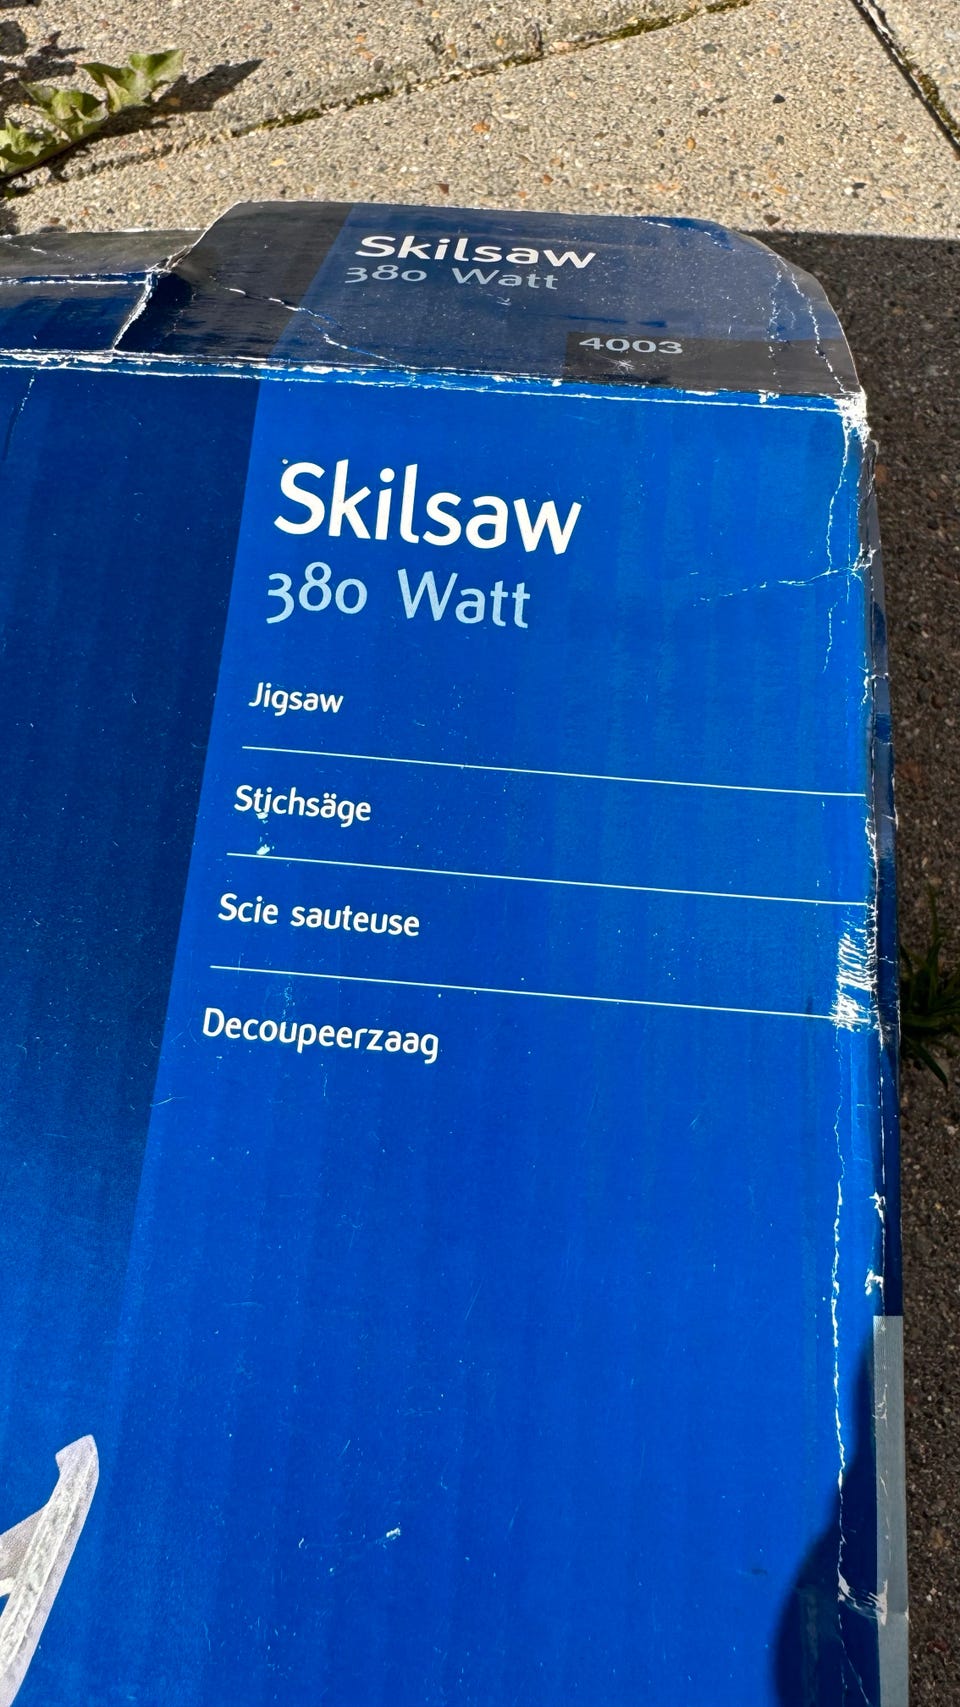 Skilsaw
380 Watt
4003
Skilsaw
380 Watt
Jigsaw
Stichsäge
Scie sauteuse
Decoupeerzaag